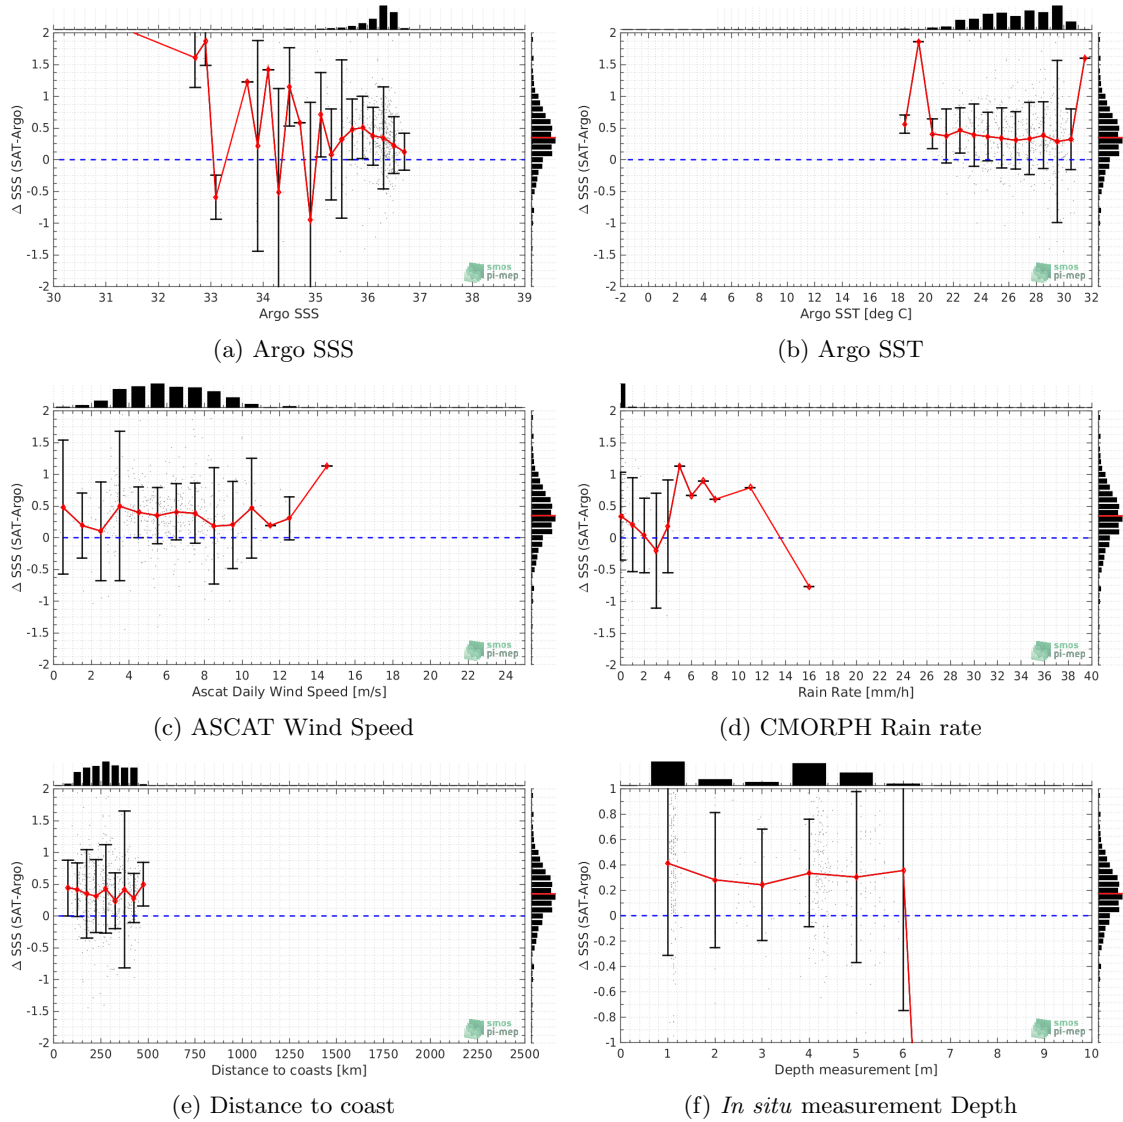 2
1.5
1
0.5
0
-0.5
-1
-1.5
-2
Δ SSS (SAT-Argo)
30 31 32 33 34 35 36 37 38 39
Argo SSS
smos
pi-mep
(a) Argo SSS
2
1.5
1
0.5
0
-0.5
-1
-1.5
-2
Δ SSS (SAT-Argo)
-2 0 2 4 6 8 10 12 14 16 18 20 22 24 26 28 30 32
Argo SST [deg C]
smos
pi-mep
(b) Argo SST
2
1.5
1
0.5
0
-0.5
-1
-1.5
-2
Δ SSS (SAT-Argo)
0 2 4 6 8 10 12 14 16 18 20 22 24
Ascat Daily Wind Speed [m/s]
smos
pi-mep
(c) ASCAT Wind Speed
2
1.5
1
0.5
0
-0.5
-1
-1.5
-2
Δ SSS (SAT-Argo)
0 2 4 6 8 10 12 14 16 18 20 22 24 26 28 30 32 34 36 38 40
Rain Rate [mm/h]
smos
pi-mep
(d) CMORPH Rain rate
2
1.5
1
0.5
0
-0.5
-1
-1.5
-2
Δ SSS (SAT-Argo)
0 250 500 750 1000 1250 1500 1750 2000 2250 2500
Distance to coasts [km]
smos
pi-mep
(e) Distance to coast
1
0.8
0.6
0.4
0.2
0
-0.2
-0.4
-0.6
-0.8
-1
Δ SSS (SAT-Argo)
0 1 2 3 4 5 6 7 8 9 10
Depth measurement [m]
smos
pi-mep
(f) In situ measurement Depth